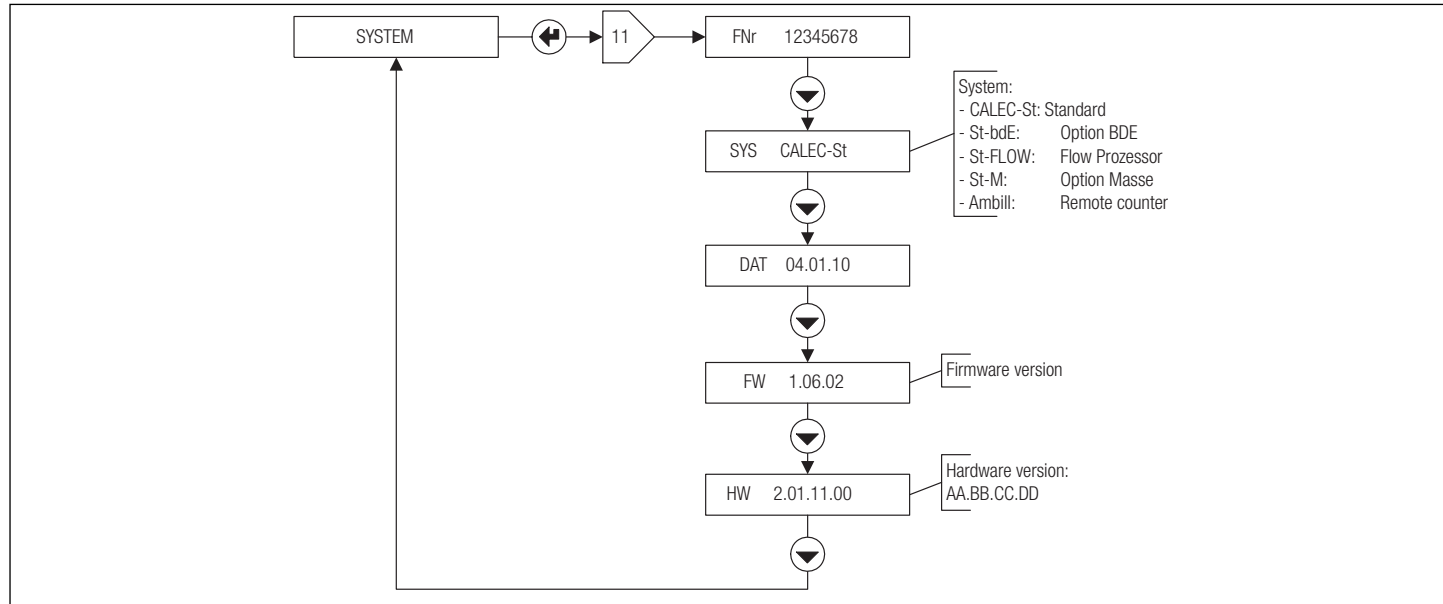 SYSTEM
11
FNr 12345678
System:
- CALEC-St: Standard
- St-bdE: Option BDE
- St-FLOW: Flow Prozessor
- St-M: Option Masse
- Ambill: Remote counter
SYS CALEC-St
DAT 04.01.10
FW 1.06.02
Firmware version
HW 2.01.11.00
Hardware version:
AA.BB.CC.DD